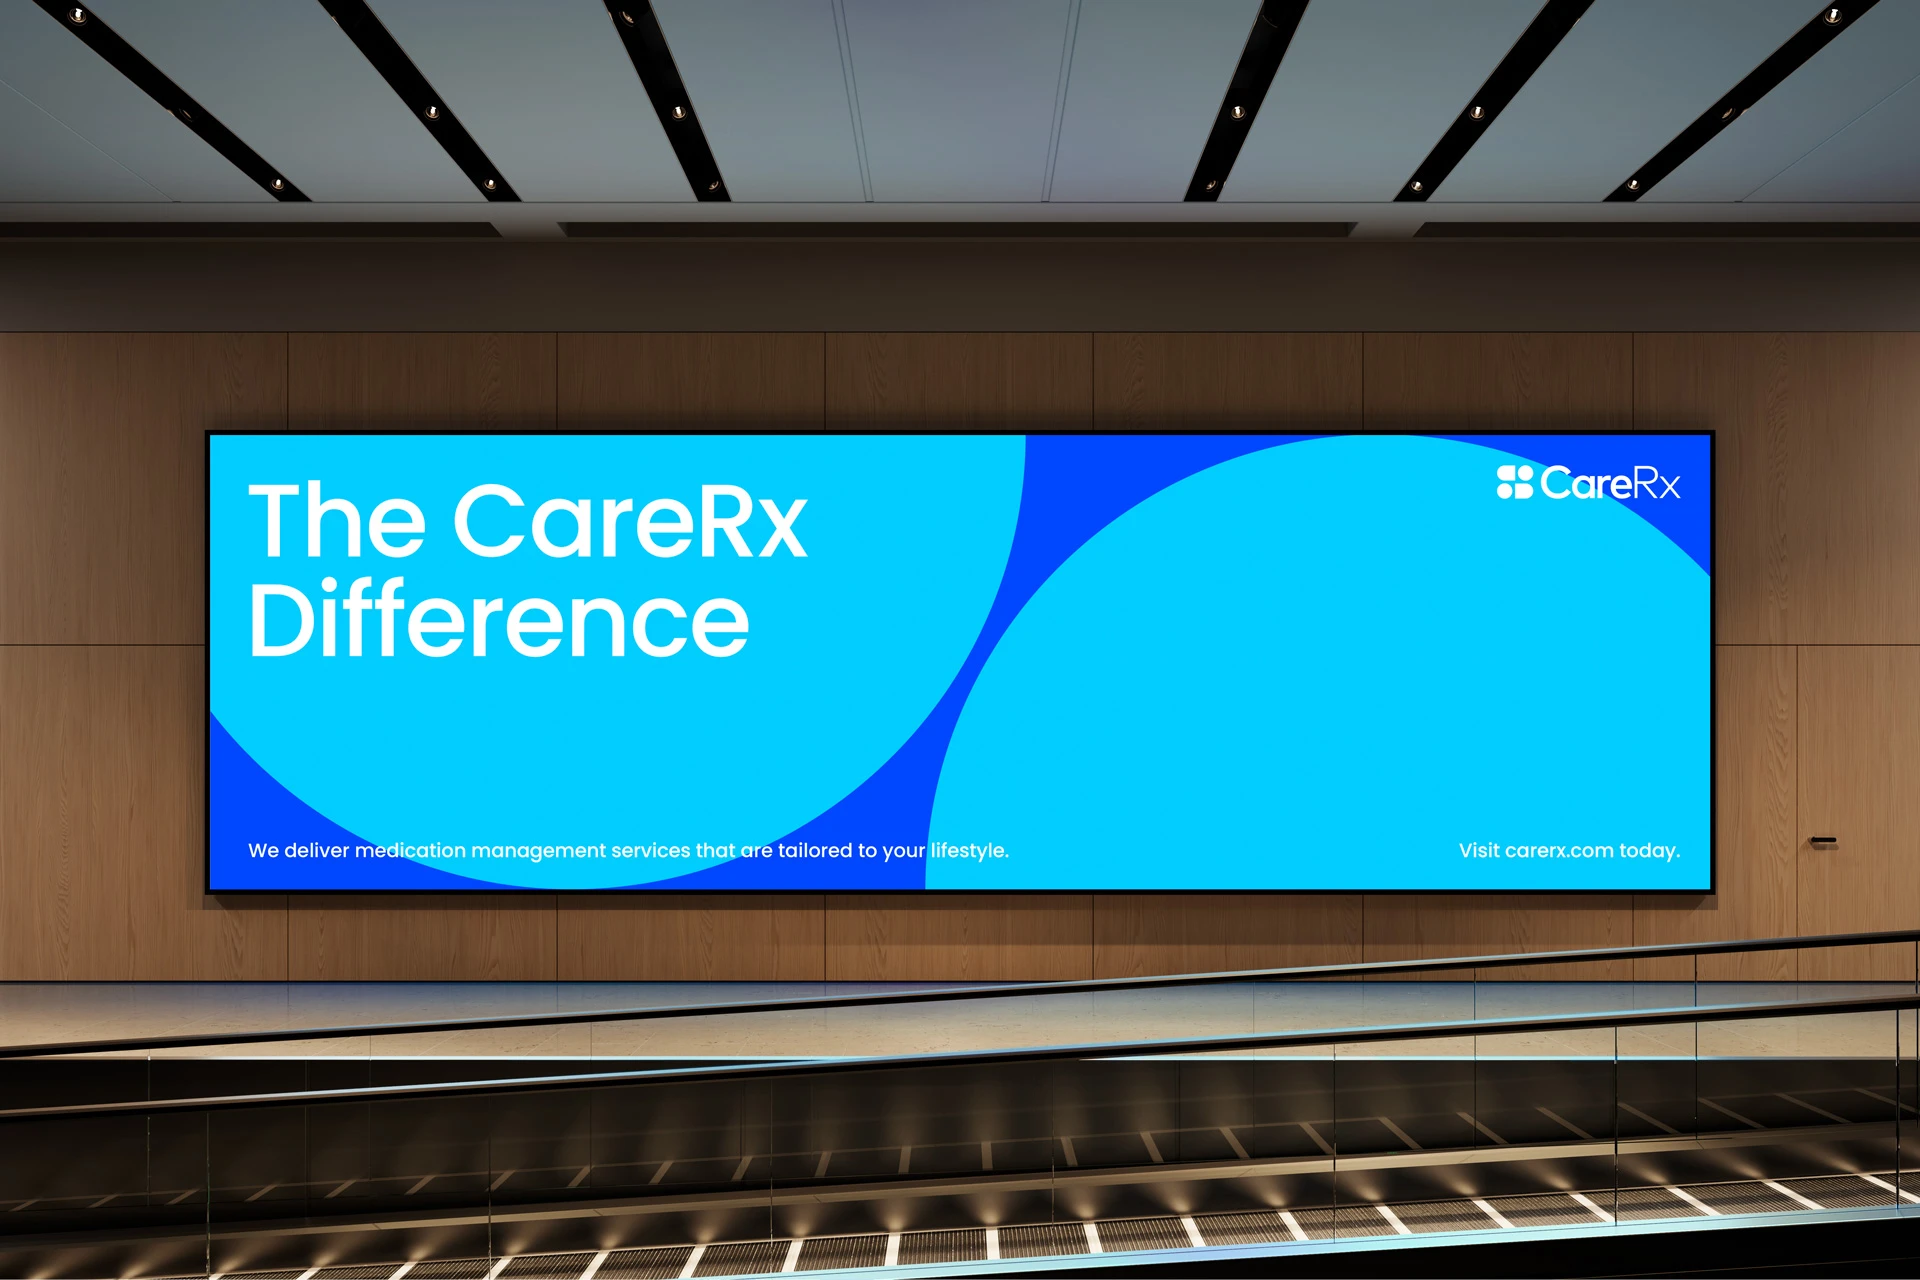 The CareRx
Difference
CareRx
We deliver medication management services that are tailored to your lifestyle.
Visit carerx.com today.